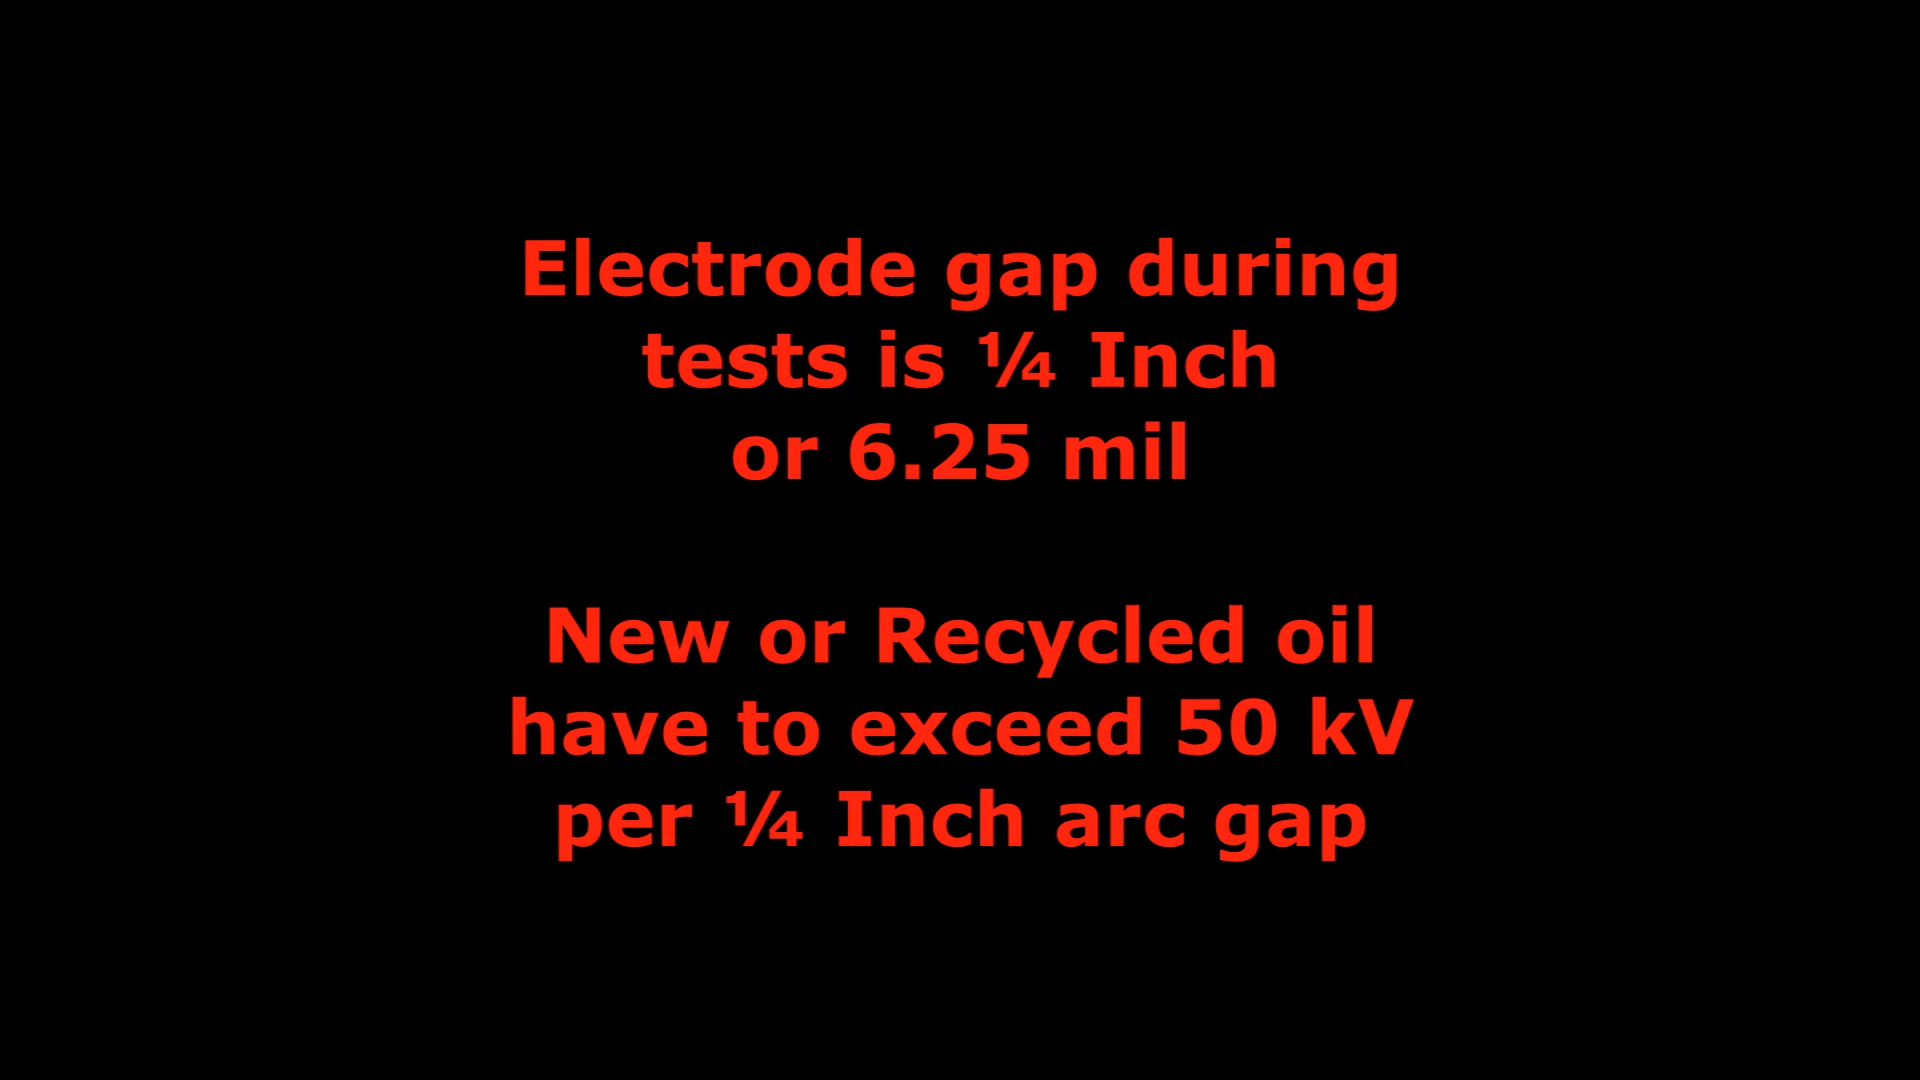 Electrode gap during
tests is ¼ Inch
or 6.25 mil
New or Recycled oil
have to exceed 50 kV
per ¼ Inch arc gap